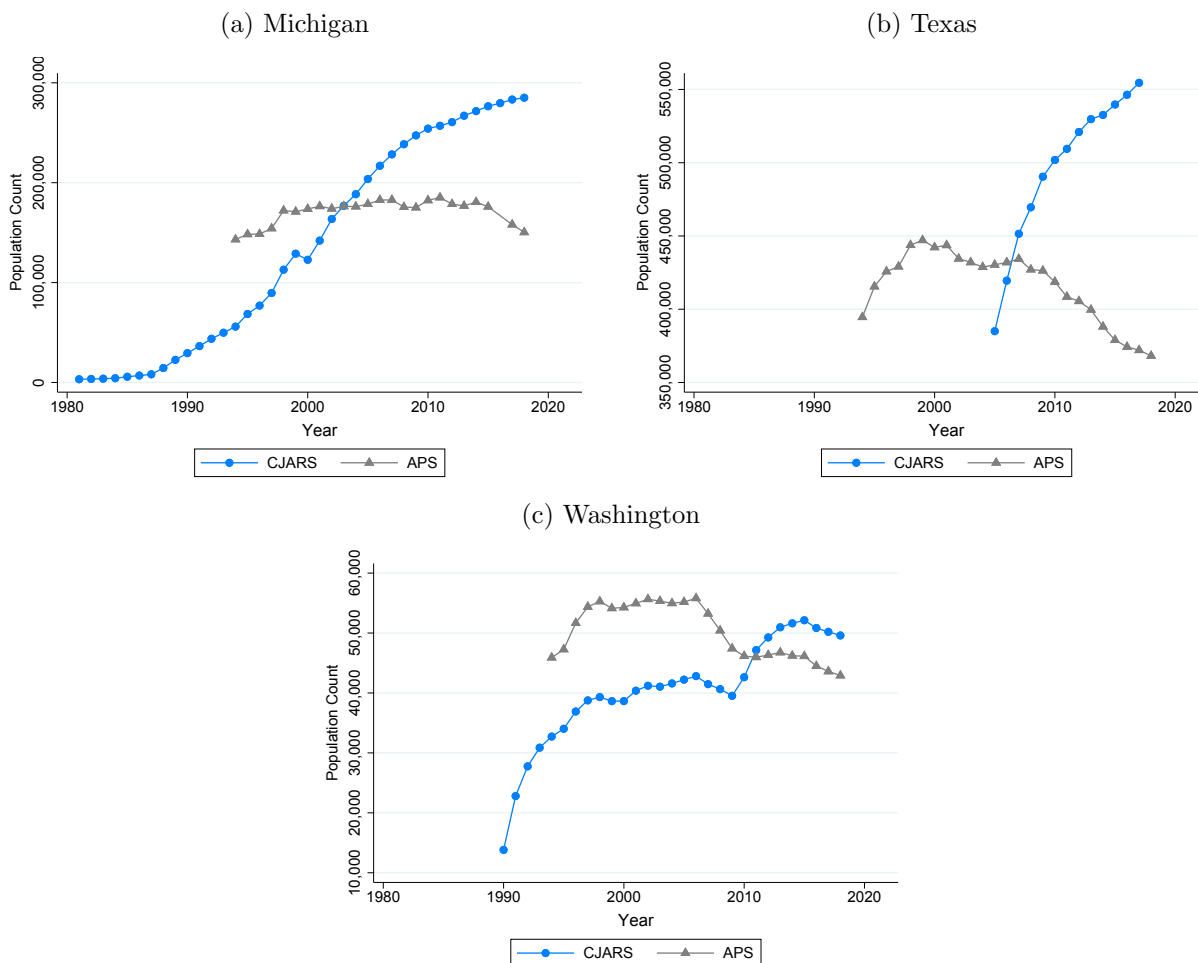 (a) Michigan
Population Count
0
100,000
200,000
300,000
1980
1990
2000
2010
2020
Year
CJARS
APS
(b) Texas
Population Count
350,000
400,000
450,000
500,000
550,000
1980
1990
2000
2010
2020
Year
CJARS
APS
(c) Washington
Population Count
10,000
20,000
30,000
40,000
50,000
60,000
1980
1990
2000
2010
2020
Year
CJARS
APS